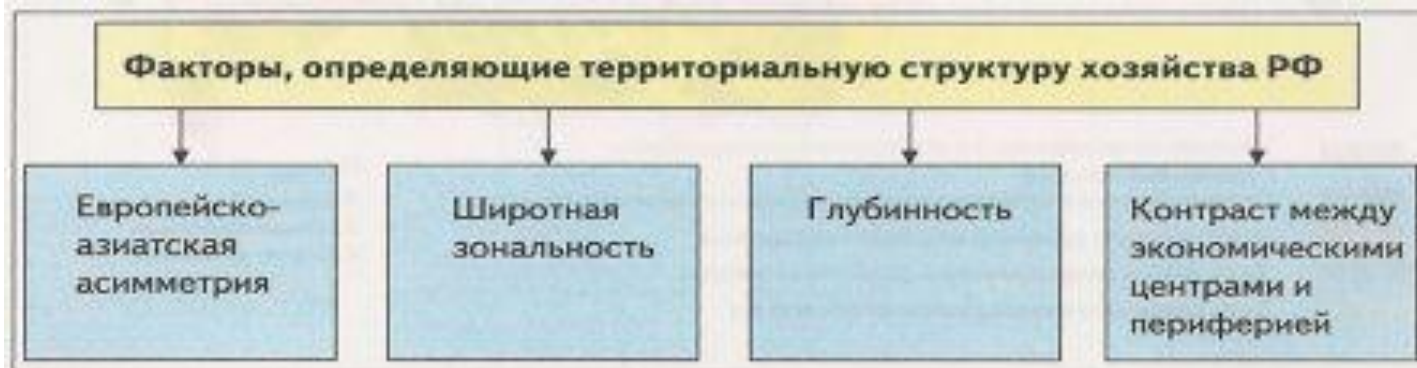 Факторы, определяющие территориальную структуру хозяйства РФ
Европейско-
азиатская
асимметрия
Широтная
зональность
Глубинность
Контраст между
экономическими
центрами и
периферией